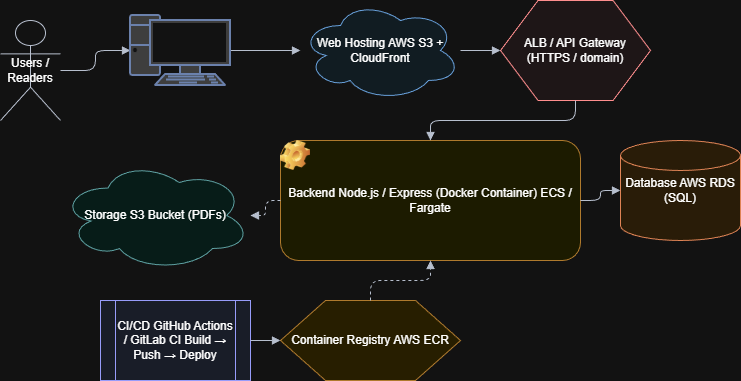 Users /
Readers
Web Hosting AWS S3 +
CloudFront
ALB / API Gateway
(HTTPS / domain)
Backend Node.js / Express (Docker Container) ECS /
Fargate
Database AWS RDS
(SQL)
Storage S3 Bucket (PDFs)
CI/CD GitHub Actions
/ GitLab CI Build →
Push → Deploy
Container Registry AWS ECR